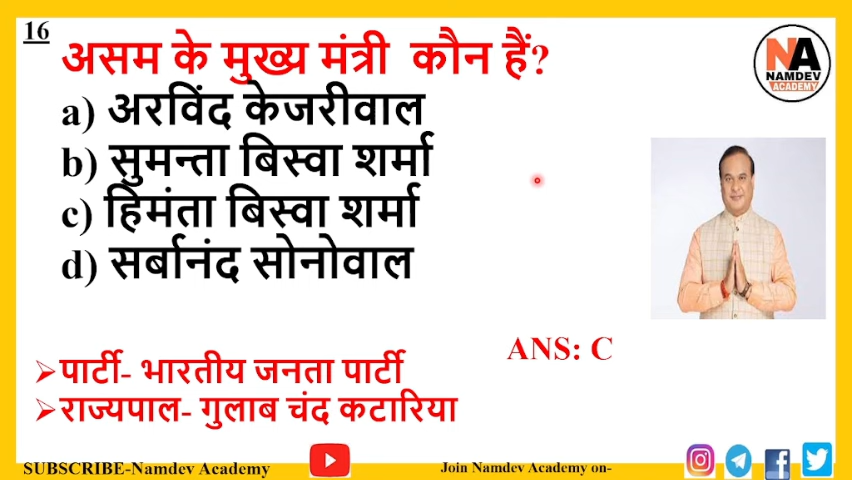 16
असम के मुख्य मंत्री कौन हैं?
a) अरविंद केजरीवाल
b) सुमन्ता बिस्वा शर्मा
c) हिमंता बिस्वा शर्मा
d) सर्बानंद सोनोवाल
ANS: C
पार्टी- भारतीय जनता पार्टी
राज्यपाल- गुलाब चंद कटारिया
NA
NAMDEV
ACADEMY
SUBSCRIBE-Namdev Academy
Join Namdev Academy on-